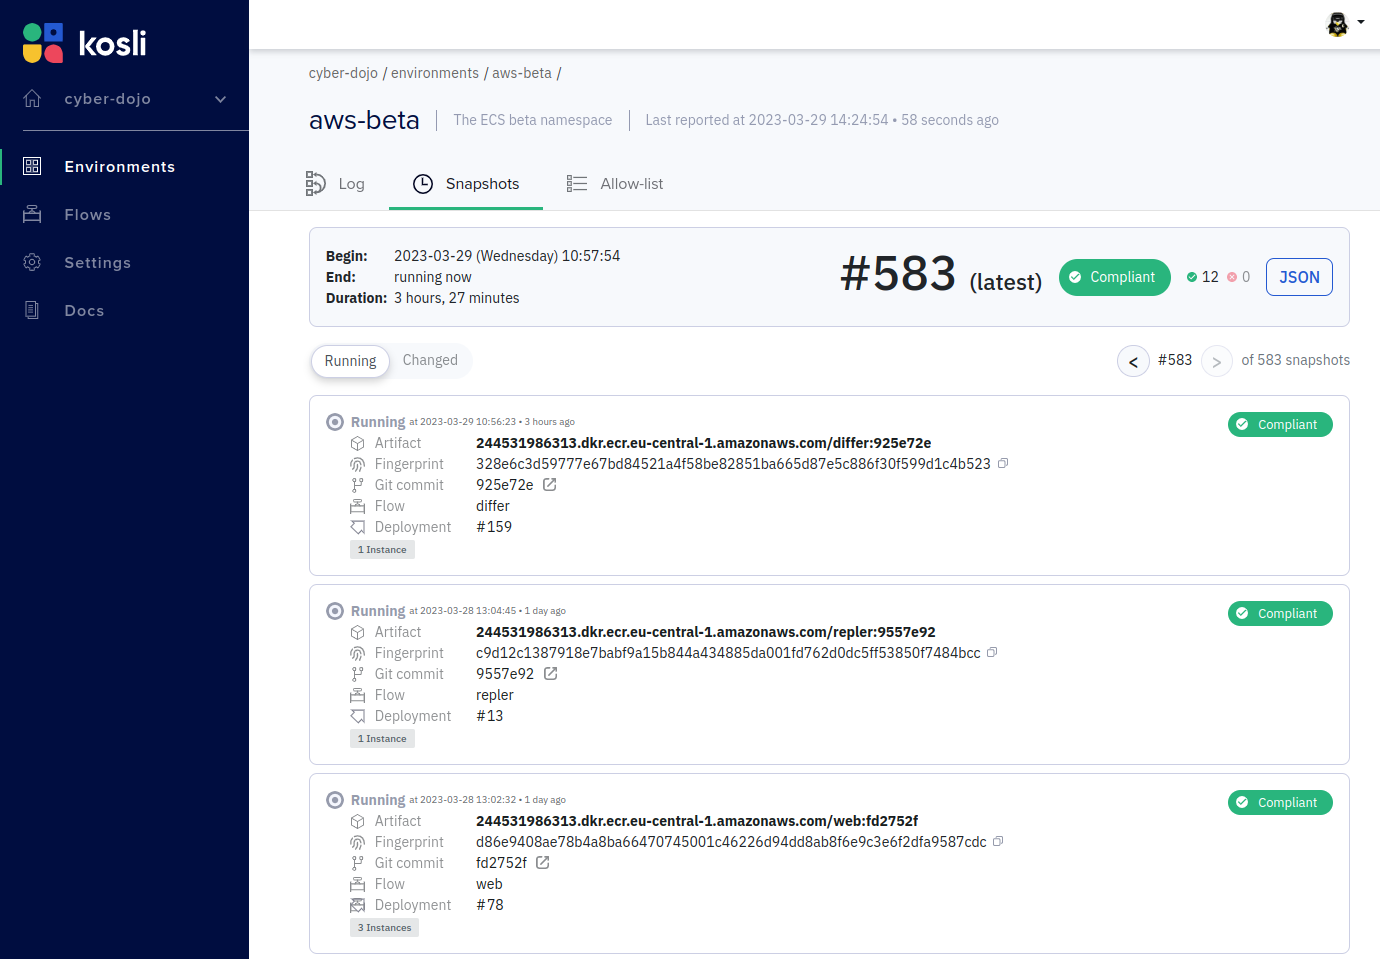 kosli
cyber-dojo
Environments
Flows
Settings
Docs
cyber-dojo / environments / aws-beta /
aws-beta | The ECS beta namespace | Last reported at 2023-03-29 14:24:54 • 58 seconds ago
Log Snapshots Allow-list
Begin: 2023-03-29 (Wednesday) 10:57:54
End: running now
Duration: 3 hours, 27 minutes
#583 (latest) Compliant 12 0 JSON
Running Changed
< #583 > of 583 snapshots
Running at 2023-03-29 10:56:23 • 3 hours ago Compliant
Artifact 244531986313.dkr.ecr.eu-central-1.amazonaws.com/differ:925e72e
Fingerprint 328e6c3d59777e67bd84521a4f58be82851ba665d87e5c886f30f599d1c4b523
Git commit 925e72e
Flow differ
Deployment #159
1 Instance
Running at 2023-03-28 13:04:45 • 1 day ago Compliant
Artifact 244531986313.dkr.ecr.eu-central-1.amazonaws.com/repler:9557e92
Fingerprint c9d12c1387918e7babf9a15b844a434885da001fd762d0dc5ff53850f7484bcc
Git commit 9557e92
Flow repler
Deployment #13
1 Instance
Running at 2023-03-28 13:02:32 • 1 day ago Compliant
Artifact 244531986313.dkr.ecr.eu-central-1.amazonaws.com/web:fd2752f
Fingerprint d86e9408ae78b4a8ba66470745001c46226d94dd8ab8f6e9c3e6f2dfa9587cdc
Git commit fd2752f
Flow web
Deployment #78
3 Instances